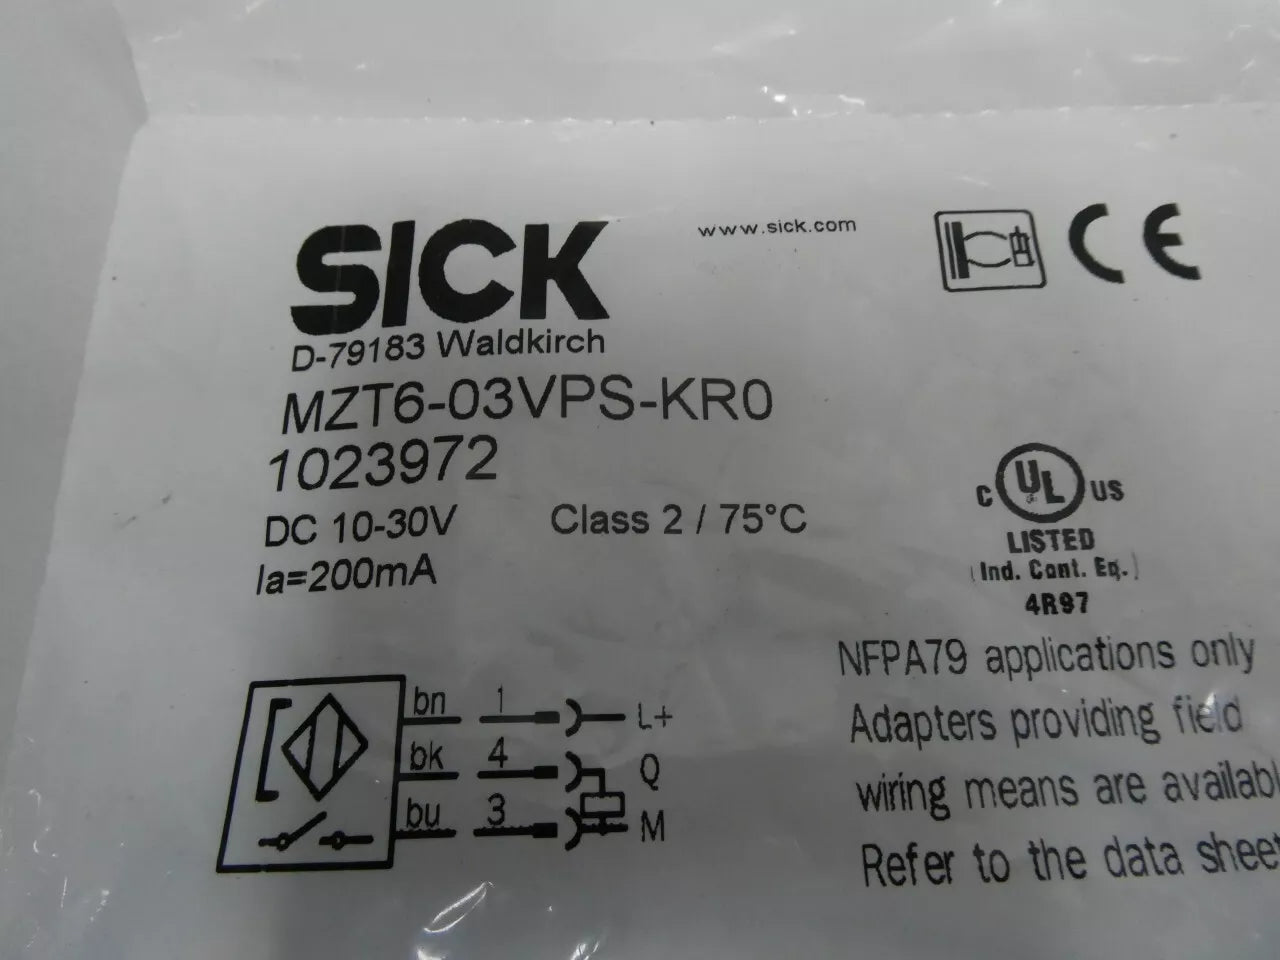 SICK
www.sick.com
CE
D-79183 Waldkirch
MZT6-03VPS-KR0
1023972
DC 10-30V
Class 2 / 75°C
Ia=200mA
C UL US
LISTED
(Ind. Cont. Eq.)
4R97
NFPA79 applications only
Adapters providing field
wiring means are availabl
Refer to the data sheet
bn 1 L+
bk 4 Q
bu 3 M